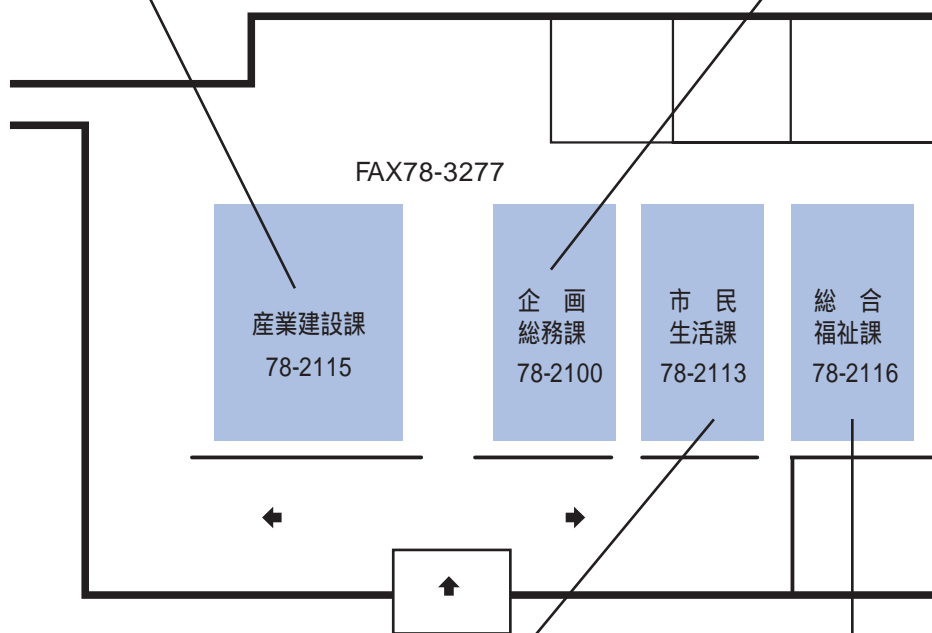 FAX78-3277
産業建設課
78-2115
企　画
総務課
78-2100
市　民
生活課
78-2113
総　合
福祉課
78-2116